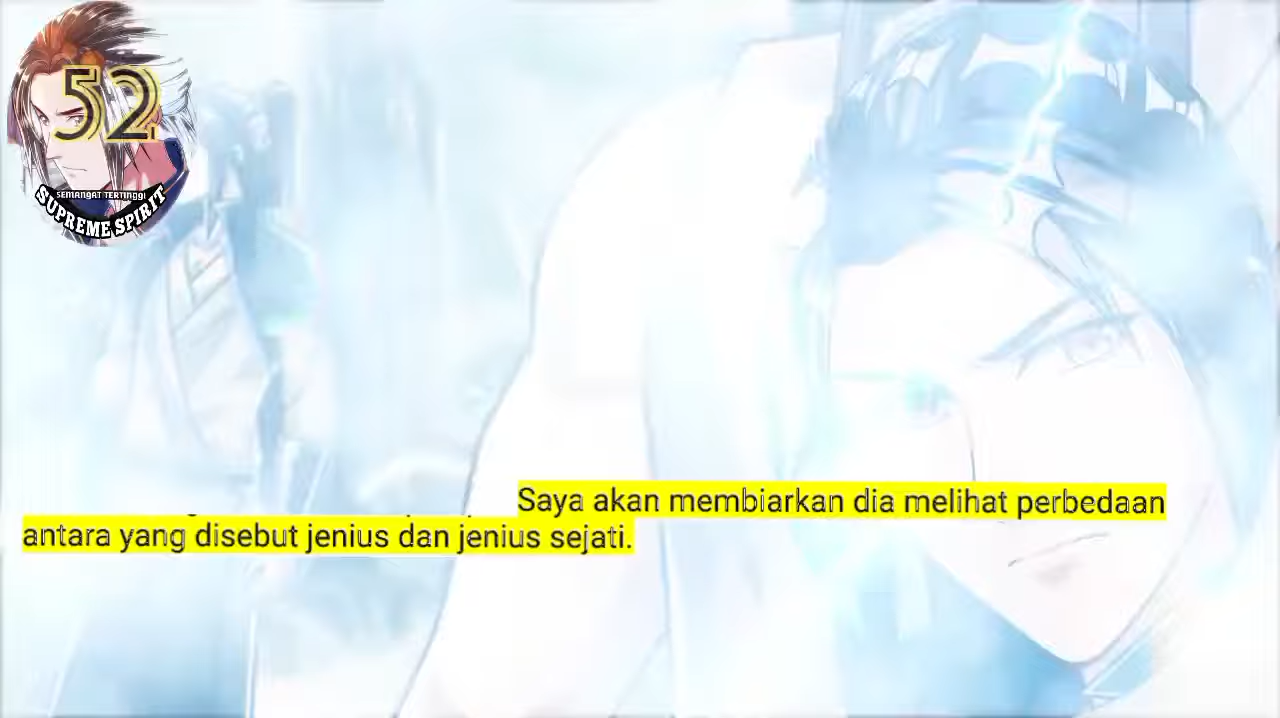 52
SEMANGAT TERTINGGI
SUPREME SPIRIT
Saya akan membiarkan dia melihat perbedaan
antara yang disebut jenius dan jenius sejati.